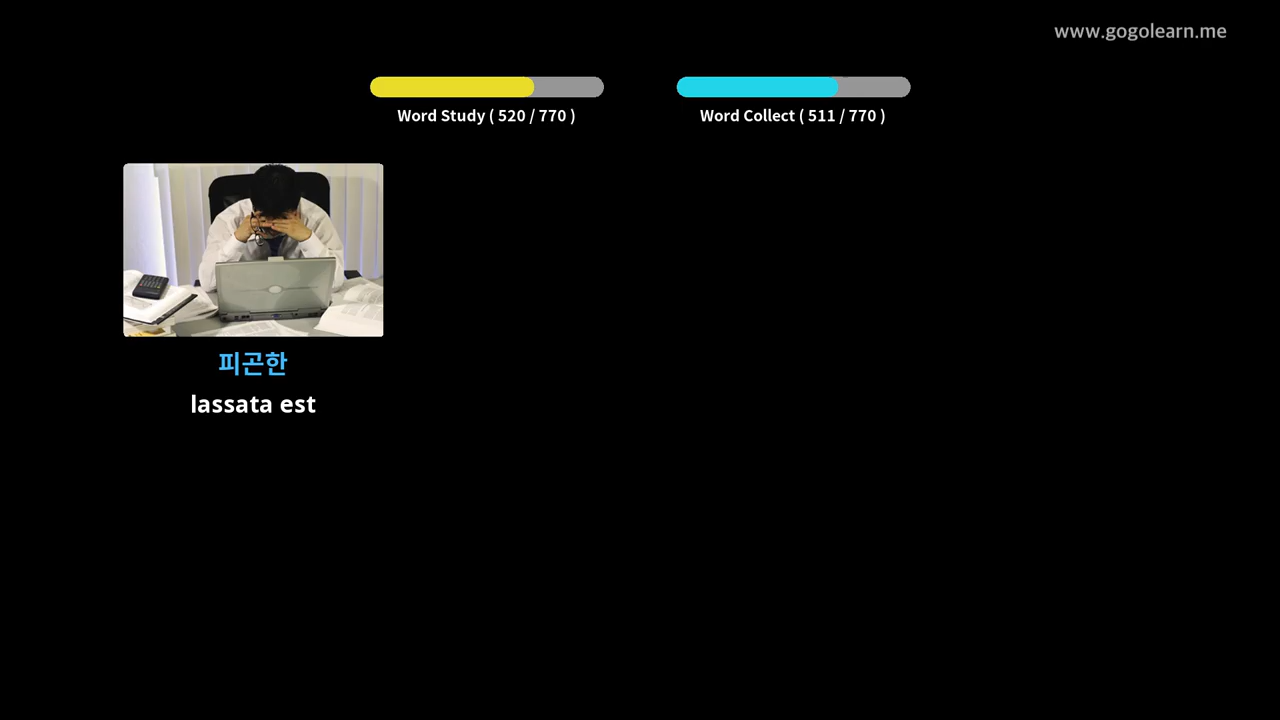 www.gogolearn.me
Word Study ( 520 / 770 )
Word Collect ( 511 / 770 )
피곤한
lassata est